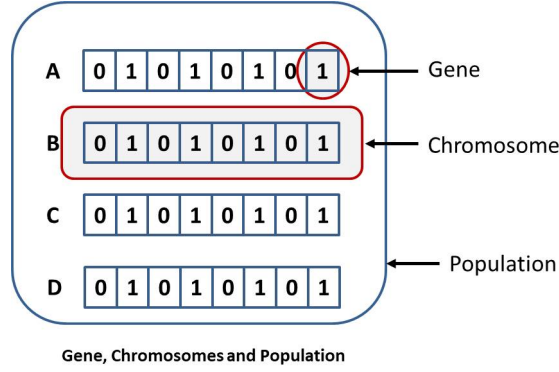 A 0 1 0 1 0 1 0 1 Gene
B 0 1 0 1 0 1 0 1 Chromosome
C 0 1 0 1 0 1 0 1
Population
D 0 1 0 1 0 1 0 1
Gene, Chromosomes and Population